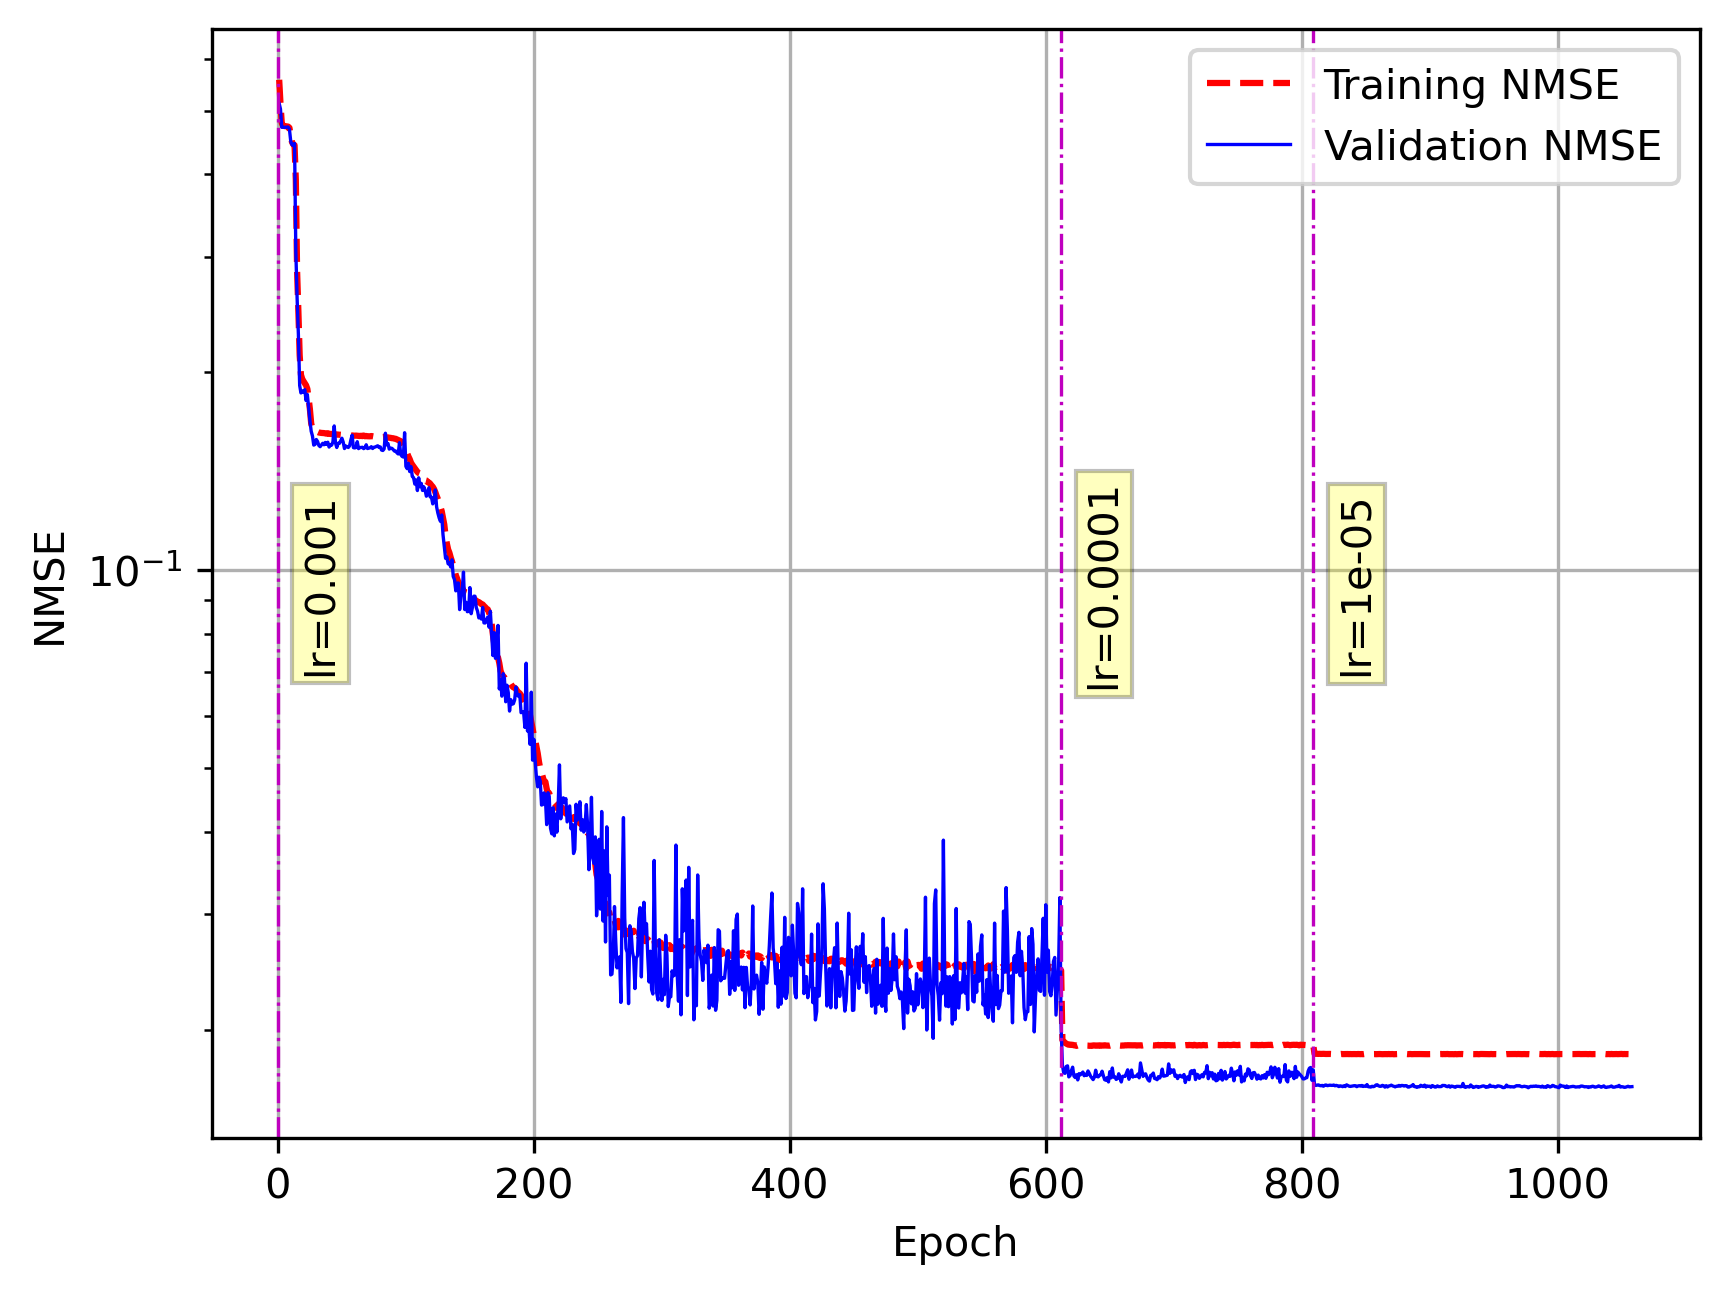 Training NMSE
Validation NMSE
lr=0.001
lr=0.0001
lr=1e-05
NMSE
10⁻¹
0 200 400 600 800 1000
Epoch